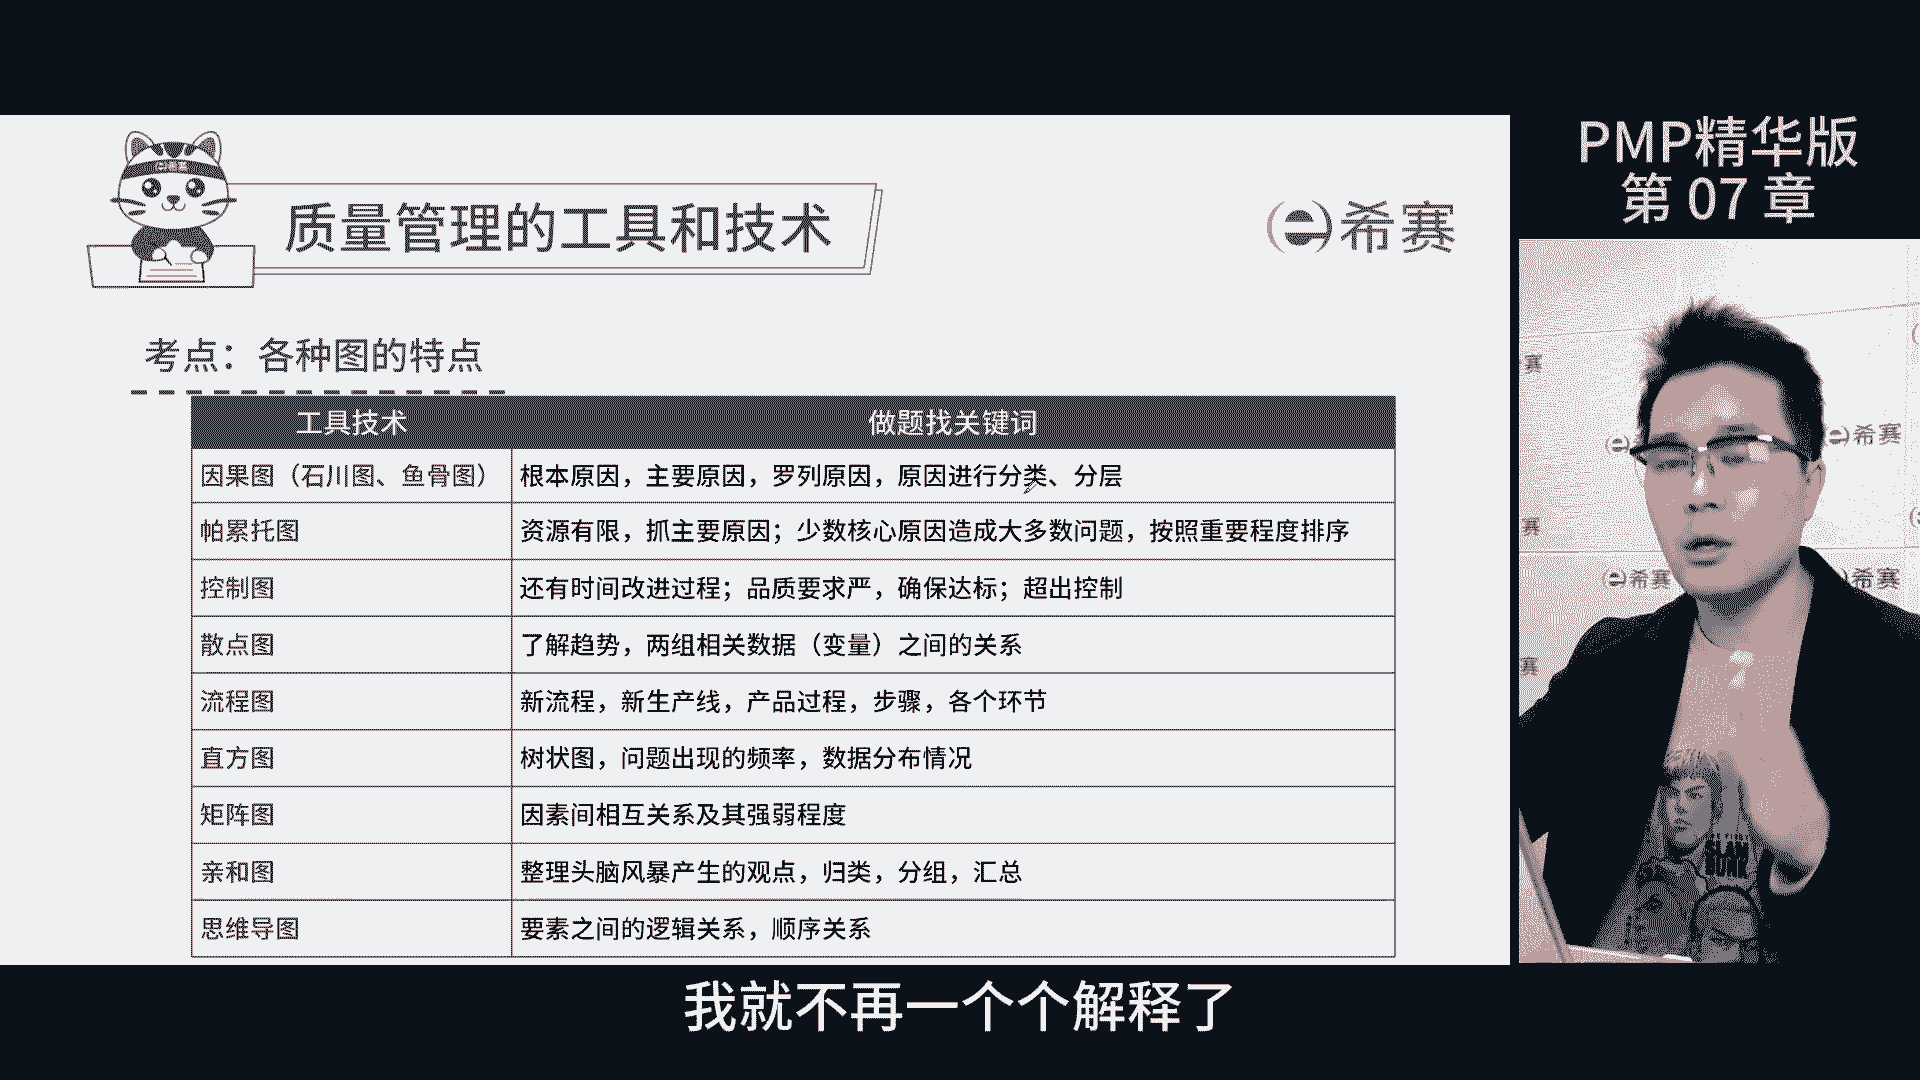 PMP精华版
第 07 章
希赛
质量管理的工具和技术
e希赛
考点：各种图的特点
工具技术 做题找关键词
因果图（石川图、鱼骨图） 根本原因，主要原因，罗列原因，原因进行分类、分层
帕累托图 资源有限，抓主要原因；少数核心原因造成大多数问题，按照重要程度排序
控制图 还有时间改进过程；品质要求严，确保达标；超出控制
散点图 了解趋势，两组相关数据（变量）之间的关系
流程图 新流程，新生产线，产品过程，步骤，各个环节
直方图 树状图，问题出现的频率，数据分布情况
矩阵图 因素间相互关系及其强弱程度
亲和图 整理头脑风暴产生的观点，归类，分组，汇总
思维导图 要素之间的逻辑关系，顺序关系
赛
e希赛
赛
e希赛
希赛
赛
SLAM
DUNK
我就不再一个个解释了